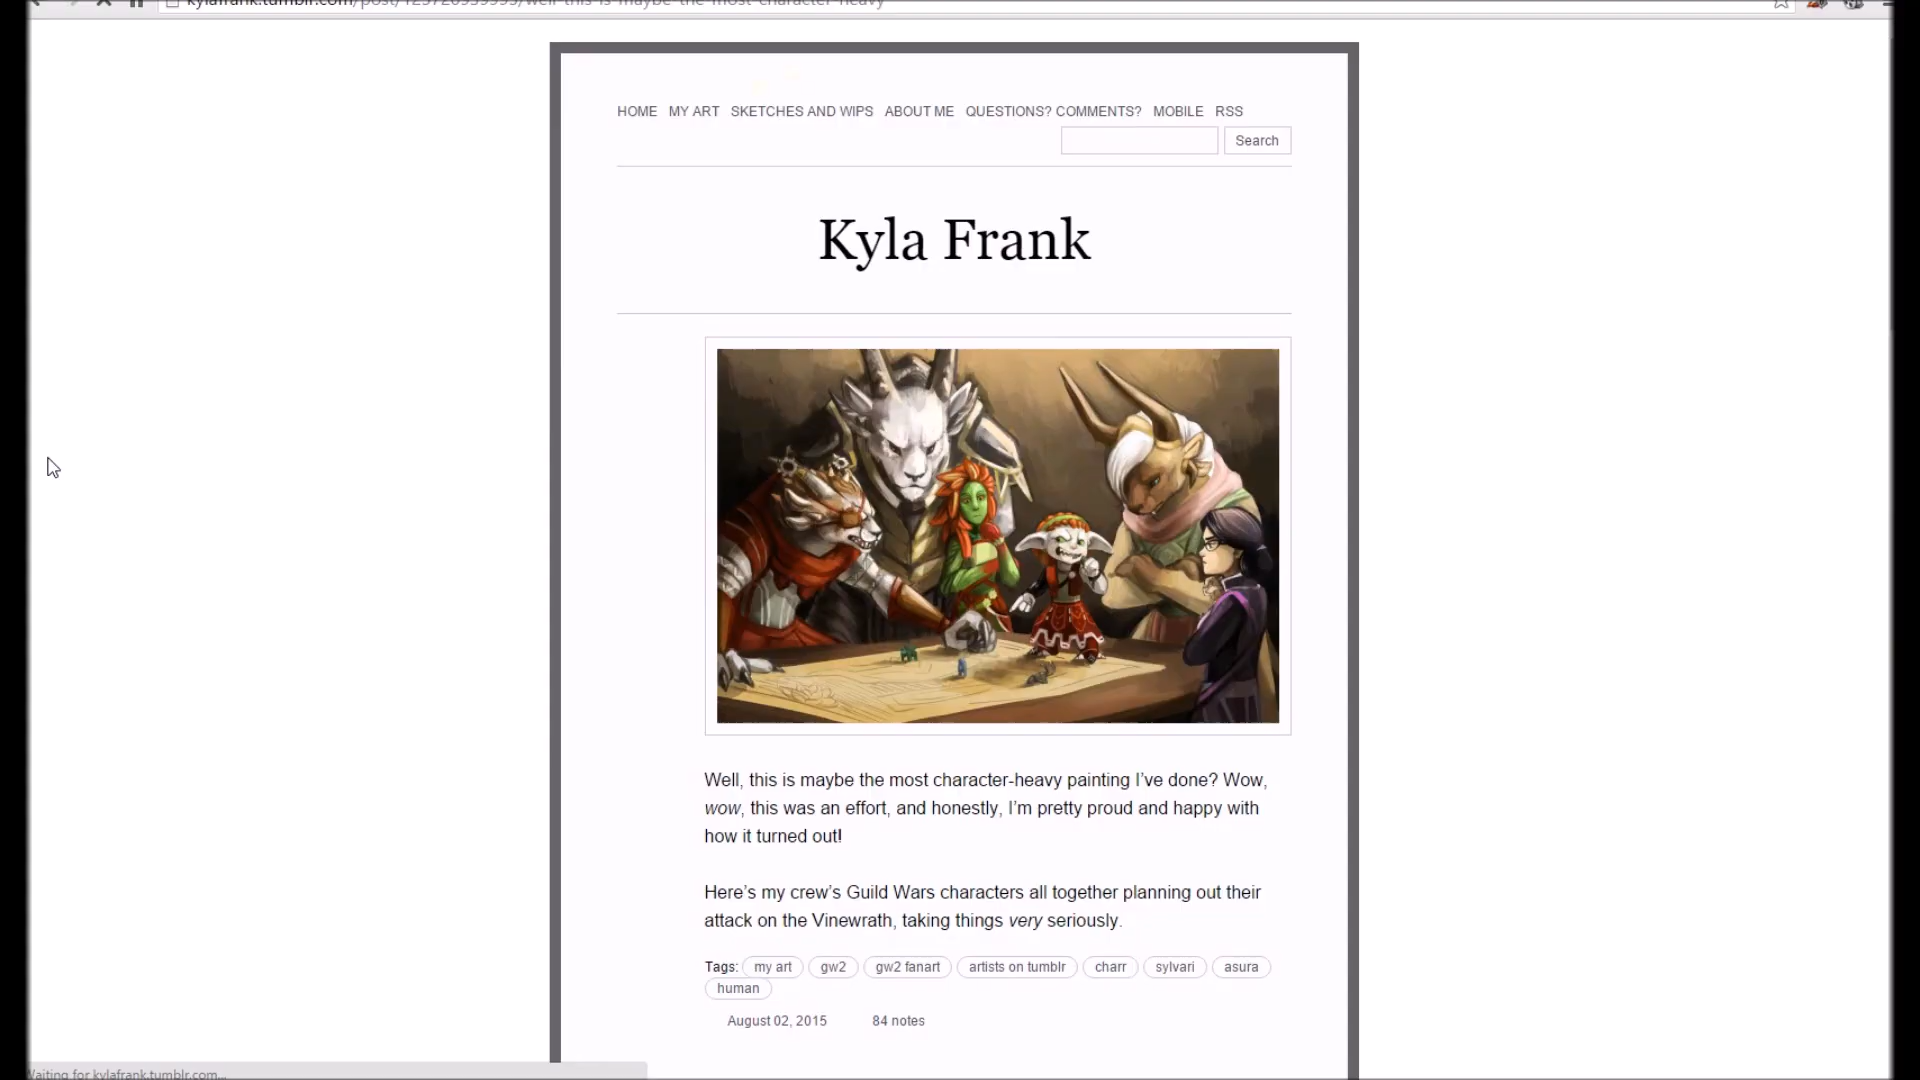 kylafrank.tumblr.com/post/125726939995/well-this-is-maybe-the-most-character-heavy
HOME MY ART SKETCHES AND WIPS ABOUT ME QUESTIONS? COMMENTS? MOBILE RSS
Search
Kyla Frank
Well, this is maybe the most character-heavy painting I’ve done? Wow,
wow, this was an effort, and honestly, I’m pretty proud and happy with
how it turned out!
Here’s my crew’s Guild Wars characters all together planning out their
attack on the Vinewrath, taking things very seriously.
Tags: my art gw2 gw2 fanart artists on tumblr charr sylvari asura
human
August 02, 2015 84 notes
Waiting for kylafrank.tumblr.com...